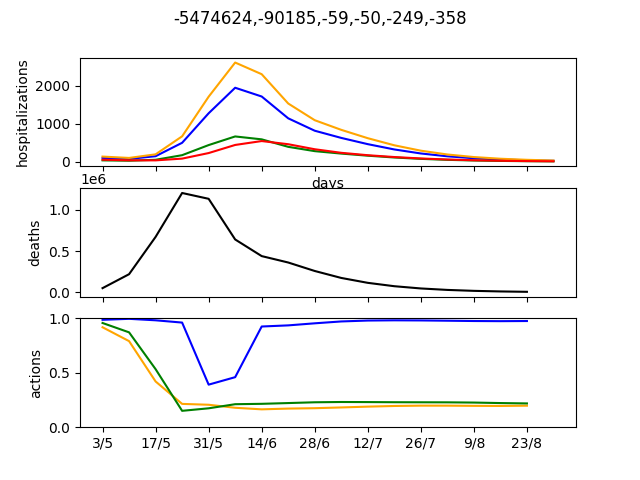 -5474624,-90185,-59,-50,-249,-358
hospitalizations
2000
1000
0
days
1e6
deaths
1.0
0.5
0.0
actions
1.0
0.5
0.0
3/5 17/5 31/5 14/6 28/6 12/7 26/7 9/8 23/8